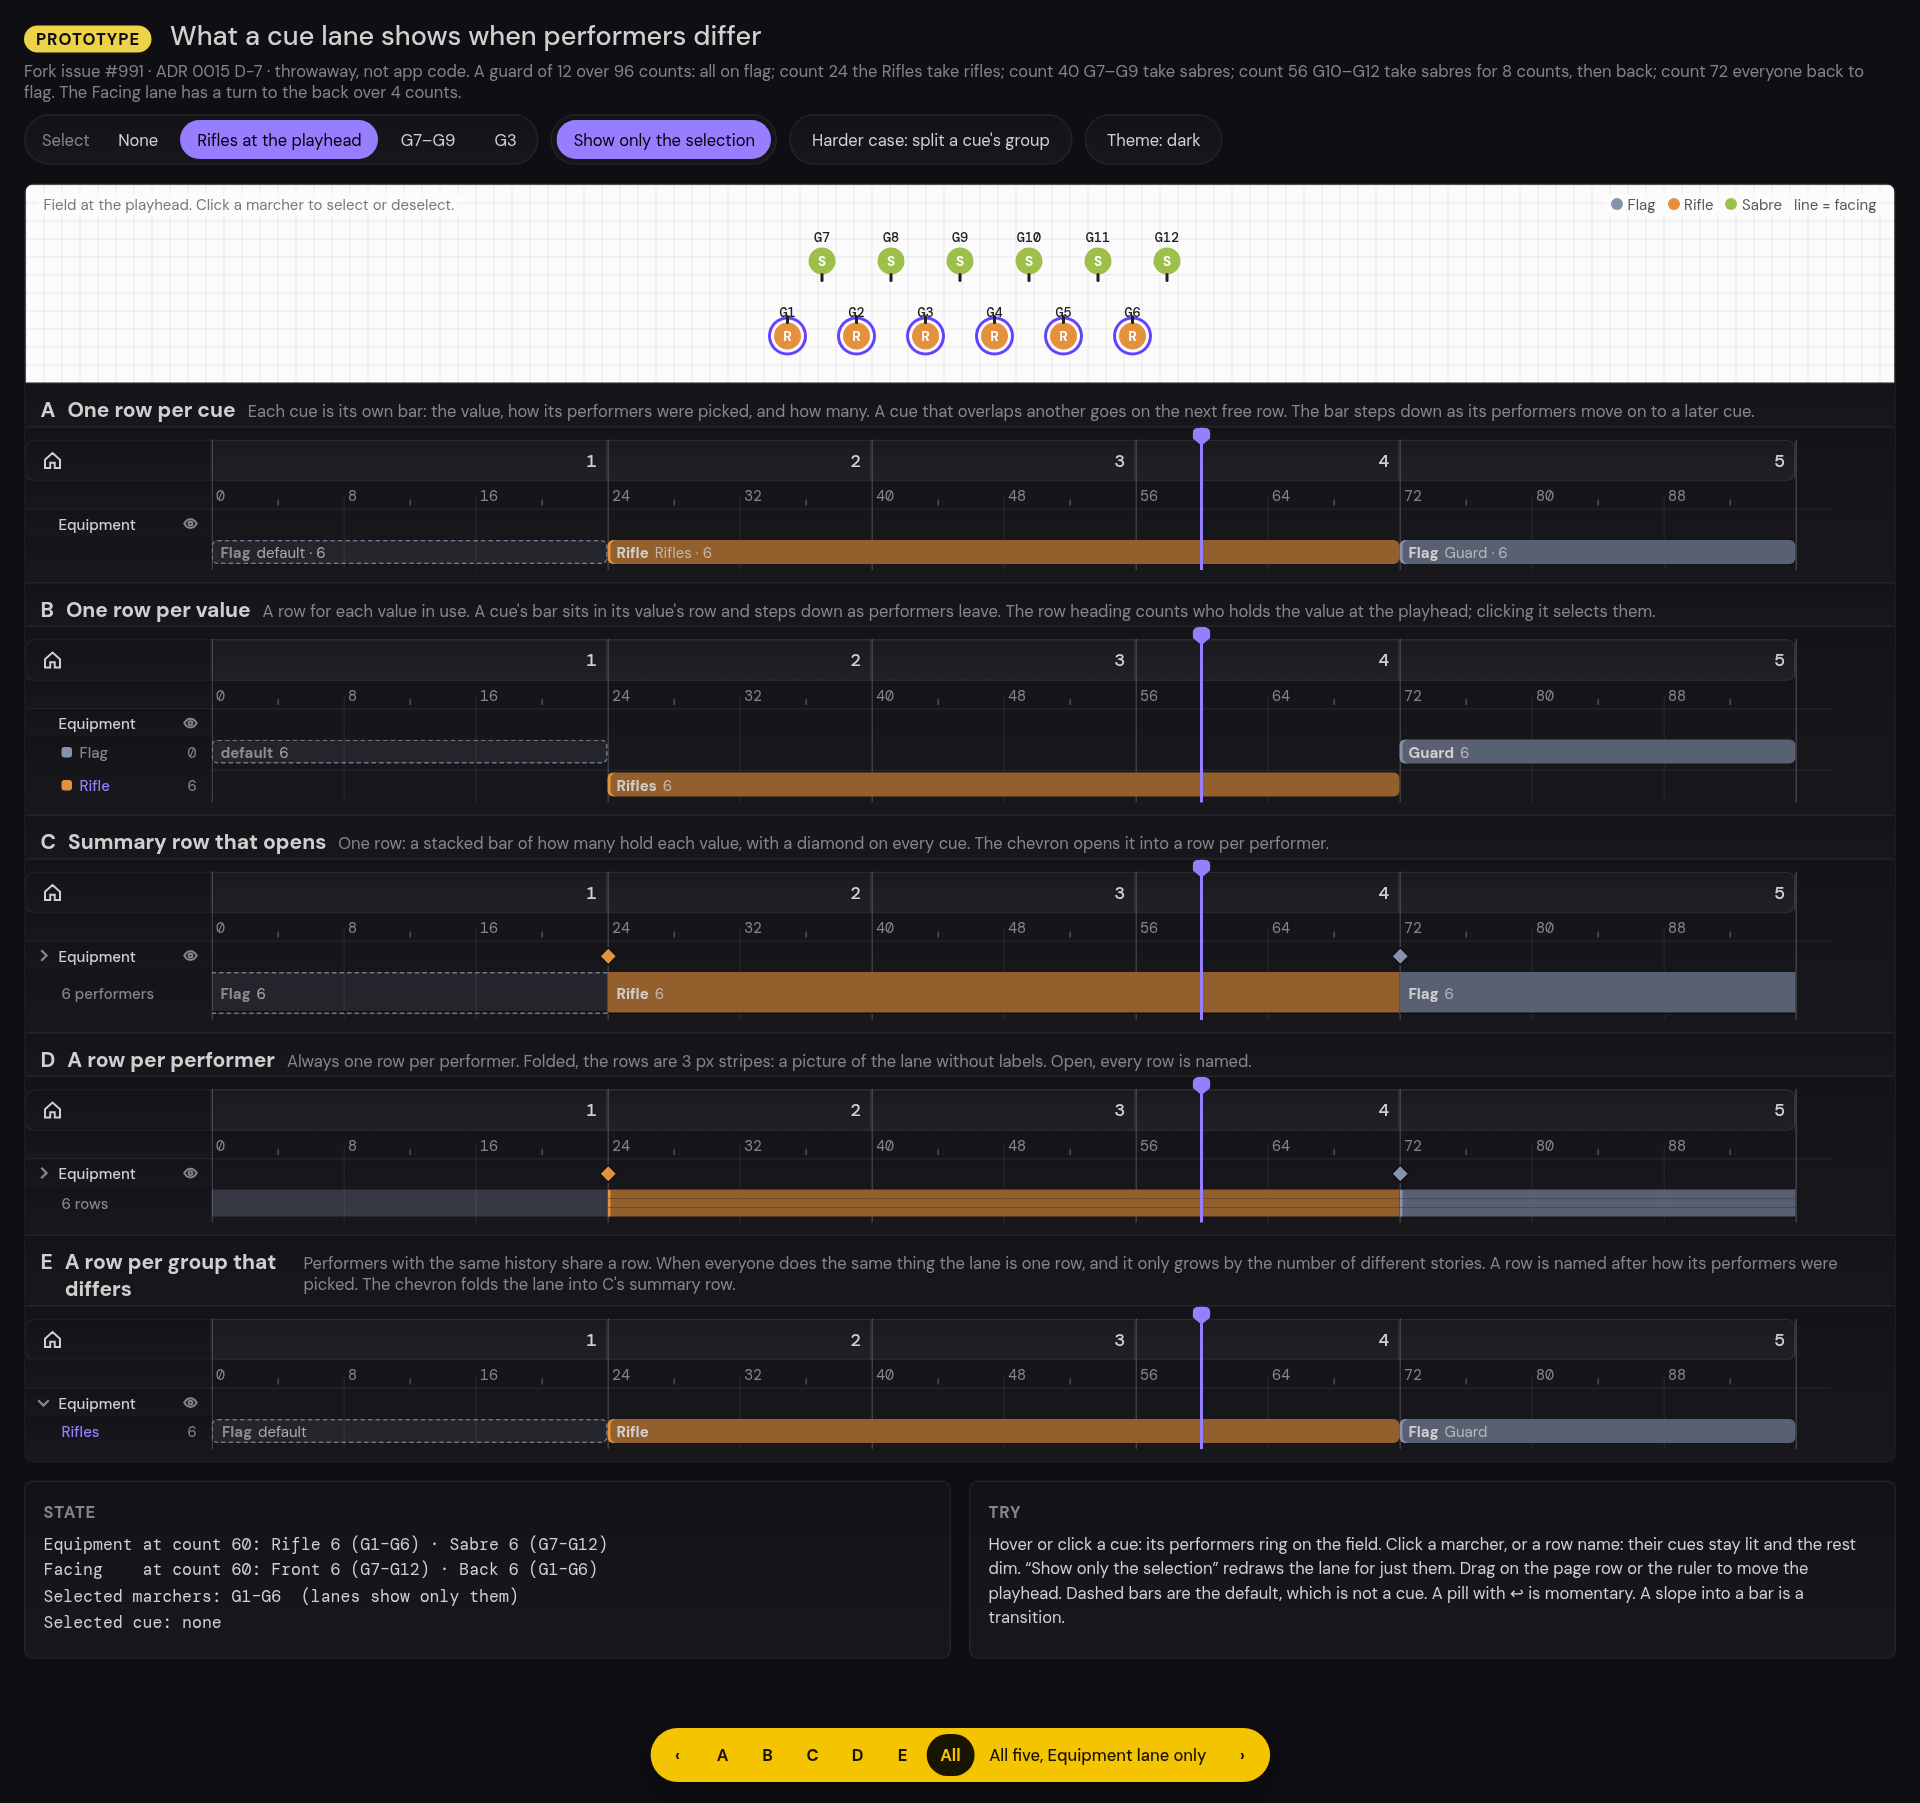 PROTOTYPE What a cue lane shows when performers differ
Fork issue #991 · ADR 0015 D-7 · throwaway, not app code. A guard of 12 over 96 counts: all on flag; count 24 the Rifles take rifles; count 40 G7–G9 take sabres; count 56 G10–G12 take sabres for 8 counts, then back; count 72 everyone back to
flag. The Facing lane has a turn to the back over 4 counts.
Select None Rifles at the playhead G7–G9 G3 Show only the selection Harder case: split a cue's group Theme: dark
Field at the playhead. Click a marcher to select or deselect. Flag Rifle Sabre line = facing
G7 G8 G9 G10 G11 G12
S S S S S S
G1 G2 G3 G4 G5 G6
R R R R R R
A One row per cue Each cue is its own bar: the value, how its performers were picked, and how many. A cue that overlaps another goes on the next free row. The bar steps down as its performers move on to a later cue.
1 2 3 4 5
0 8 16 24 32 40 48 56 64 72 80 88
Equipment
Flag default · 6 Rifle Rifles · 6 Flag Guard · 6
B One row per value A row for each value in use. A cue's bar sits in its value's row and steps down as performers leave. The row heading counts who holds the value at the playhead; clicking it selects them.
1 2 3 4 5
0 8 16 24 32 40 48 56 64 72 80 88
Equipment
Flag 0 default 6 Guard 6
Rifle 6 Rifles 6
C Summary row that opens One row: a stacked bar of how many hold each value, with a diamond on every cue. The chevron opens it into a row per performer.
1 2 3 4 5
0 8 16 24 32 40 48 56 64 72 80 88
Equipment
6 performers Flag 6 Rifle 6 Flag 6
D A row per performer Always one row per performer. Folded, the rows are 3 px stripes: a picture of the lane without labels. Open, every row is named.
1 2 3 4 5
0 8 16 24 32 40 48 56 64 72 80 88
Equipment
6 rows
E A row per group that
differs
Performers with the same history share a row. When everyone does the same thing the lane is one row, and it only grows by the number of different stories. A row is named after how its performers were
picked. The chevron folds the lane into C's summary row.
1 2 3 4 5
0 8 16 24 32 40 48 56 64 72 80 88
Equipment
Rifles 6 Flag default Rifle Flag Guard
STATE
Equipment at count 60: Rifle 6 (G1-G6) · Sabre 6 (G7-G12)
Facing at count 60: Front 6 (G7-G12) · Back 6 (G1-G6)
Selected marchers: G1-G6 (lanes show only them)
Selected cue: none
TRY
Hover or click a cue: its performers ring on the field. Click a marcher, or a row name: their cues stay lit and the rest
dim. “Show only the selection” redraws the lane for just them. Drag on the page row or the ruler to move the
playhead. Dashed bars are the default, which is not a cue. A pill with ↩ is momentary. A slope into a bar is a
transition.
‹ A B C D E All All five, Equipment lane only ›